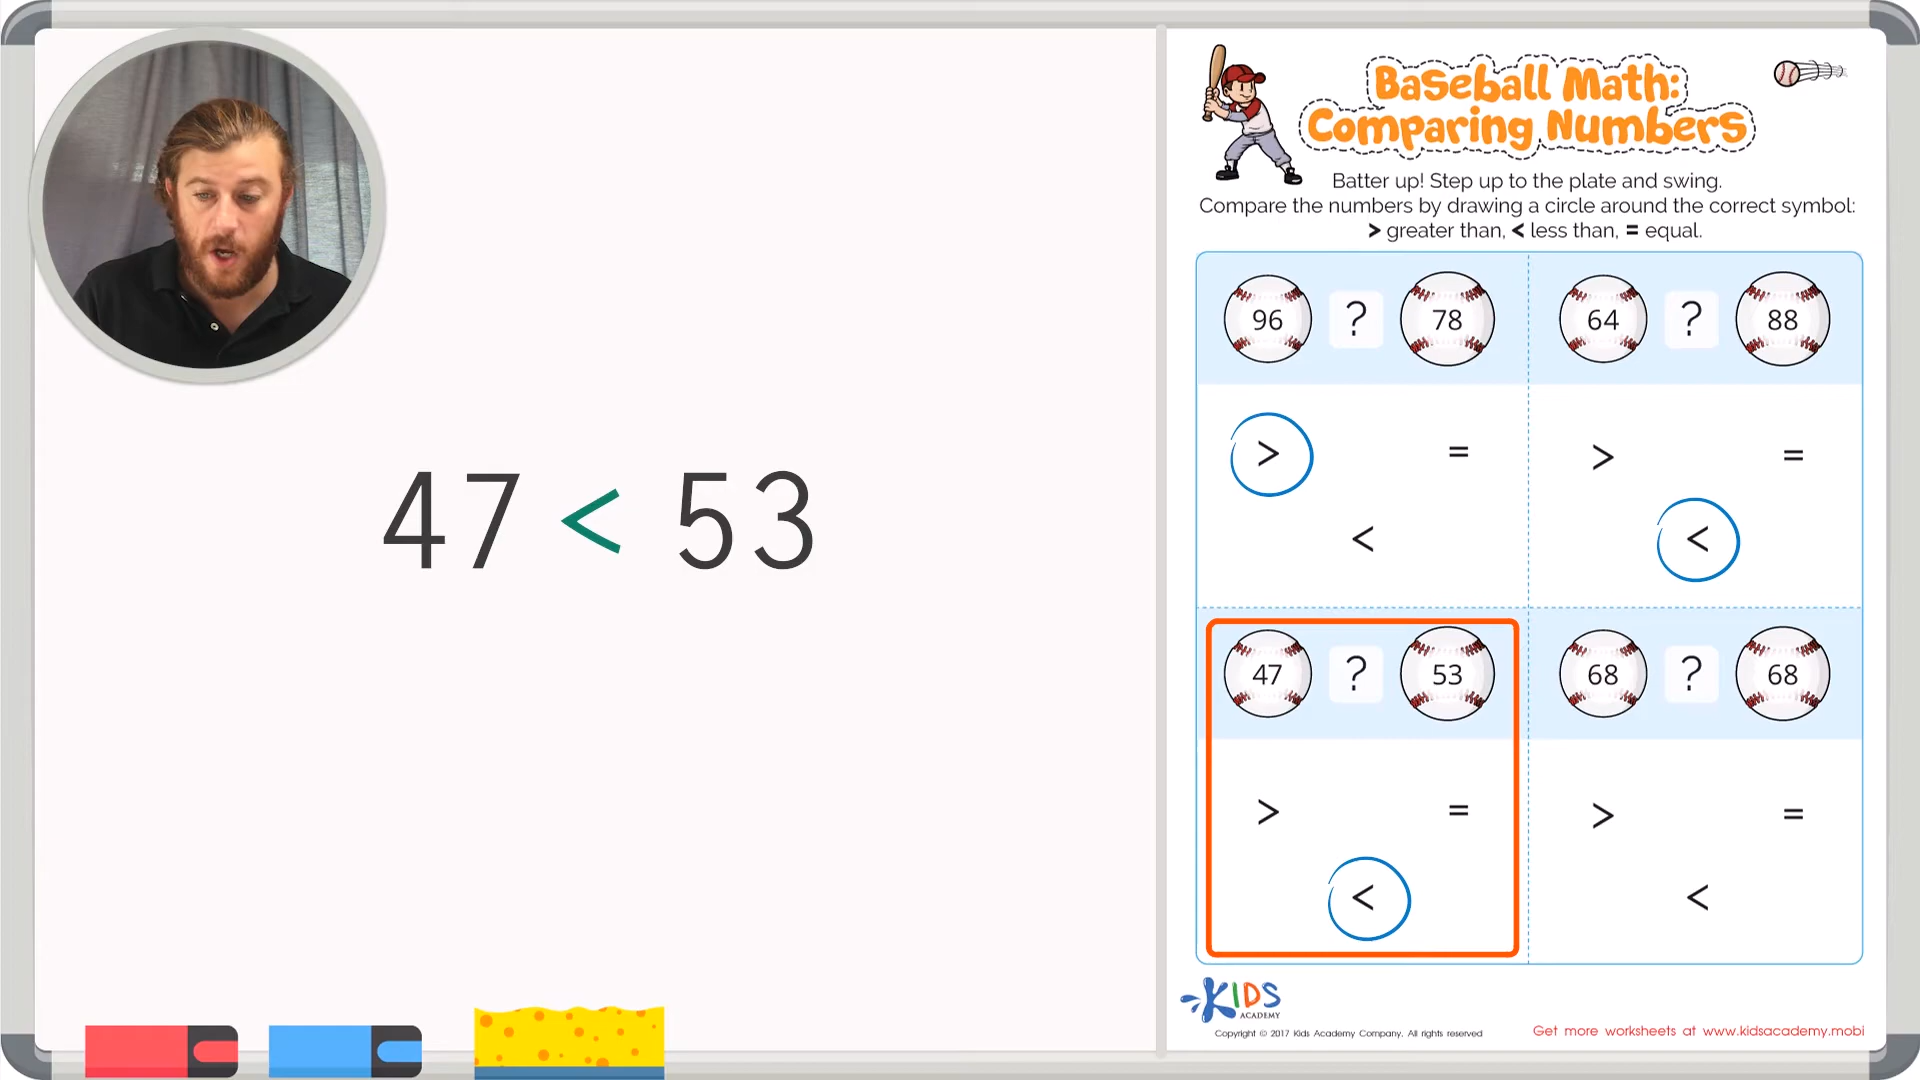 47 < 53
Baseball Math:
Comparing Numbers
Batter up! Step up to the plate and swing.
Compare the numbers by drawing a circle around the correct symbol:
> greater than, < less than, = equal.
96 ? 78
64 ? 88
> =
<
> =
<
47 ? 53
68 ? 68
> =
<
> =
<
KIDS
ACADEMY
Copyright © 2017 Kids Academy Company. All rights reserved
Get more worksheets at www.kidsacademy.mobi